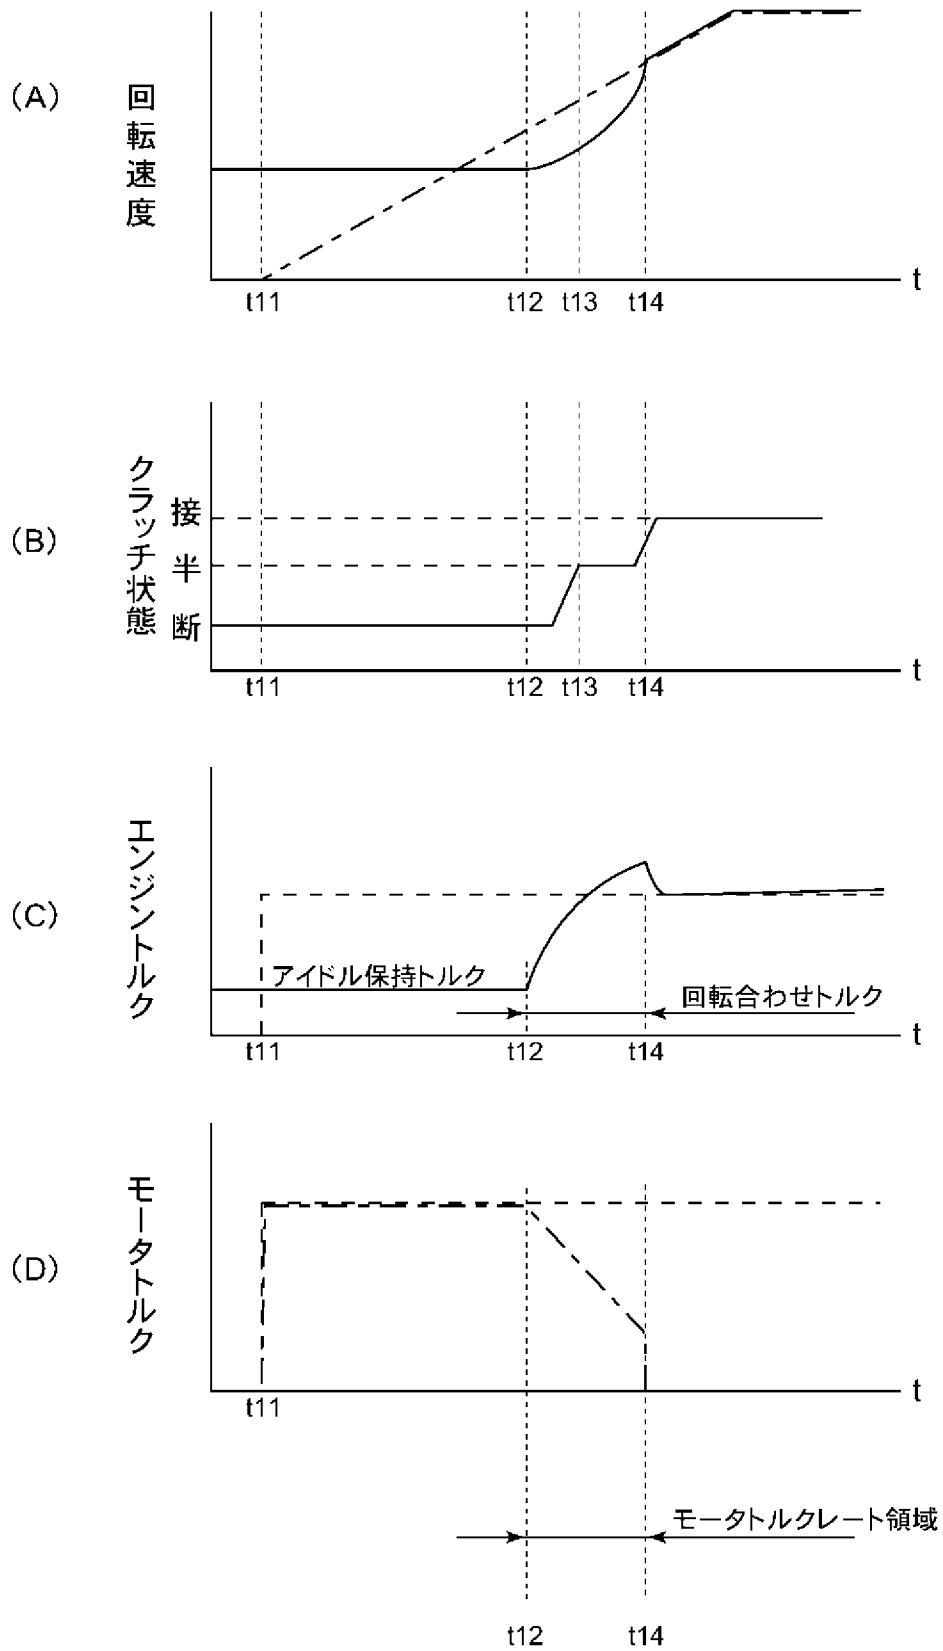 (A)
回転速度
t
t11
t12
t13
t14
(B)
クラッチ状態
接
半
断
t
t11
t12
t13
t14
(C)
エンジントルク
アイドル保持トルク
回転合わせトルク
t
t11
t12
t14
(D)
モータトルク
t
t11
モータトルクレート領域
t12
t14